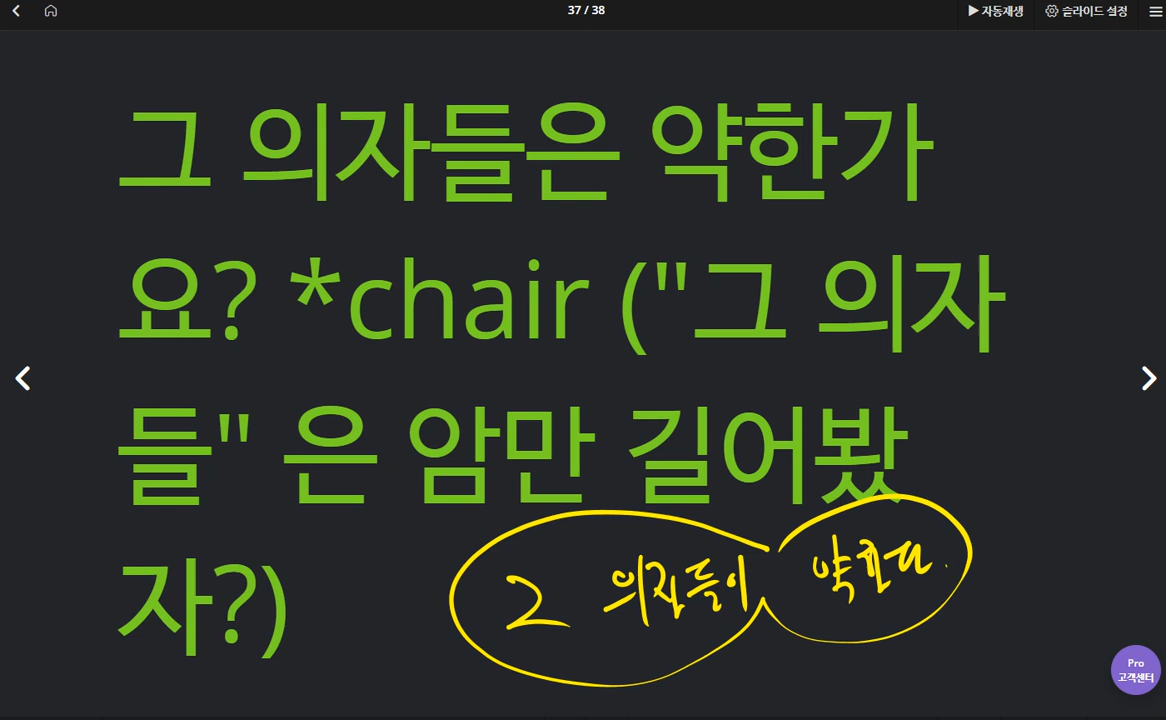 37 / 38
▶ 자동재생
슬라이드 설정
그 의자들은 약한가
요? *chair ("그 의자
들" 은 암만 길어봤
자?)
그 의자들이 약한다.
Pro
고객센터